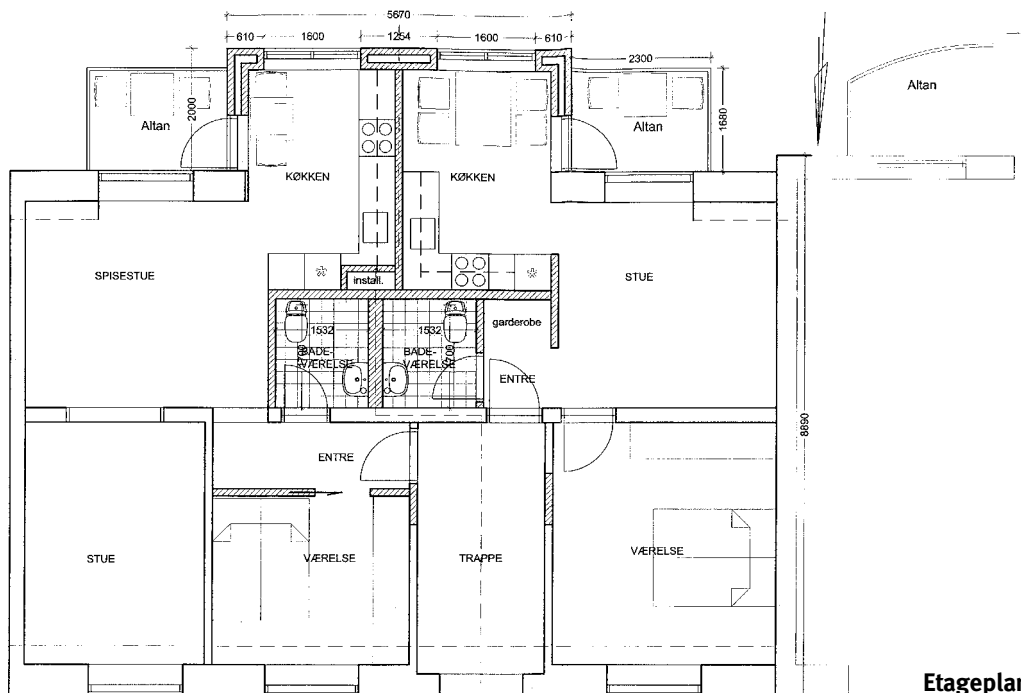 5670
610
1600
1254
1600
610
2300
2000
1680
Altan
Altan
Altan
KØKKEN
KØKKEN
SPISESTUE
STUE
install.
garderobe
1532
1532
BADE-
VÆRELSE
BADE-
VÆRELSE
ENTRE
ENTRE
8890
STUE
VÆRELSE
TRAPPE
VÆRELSE
Etageplan